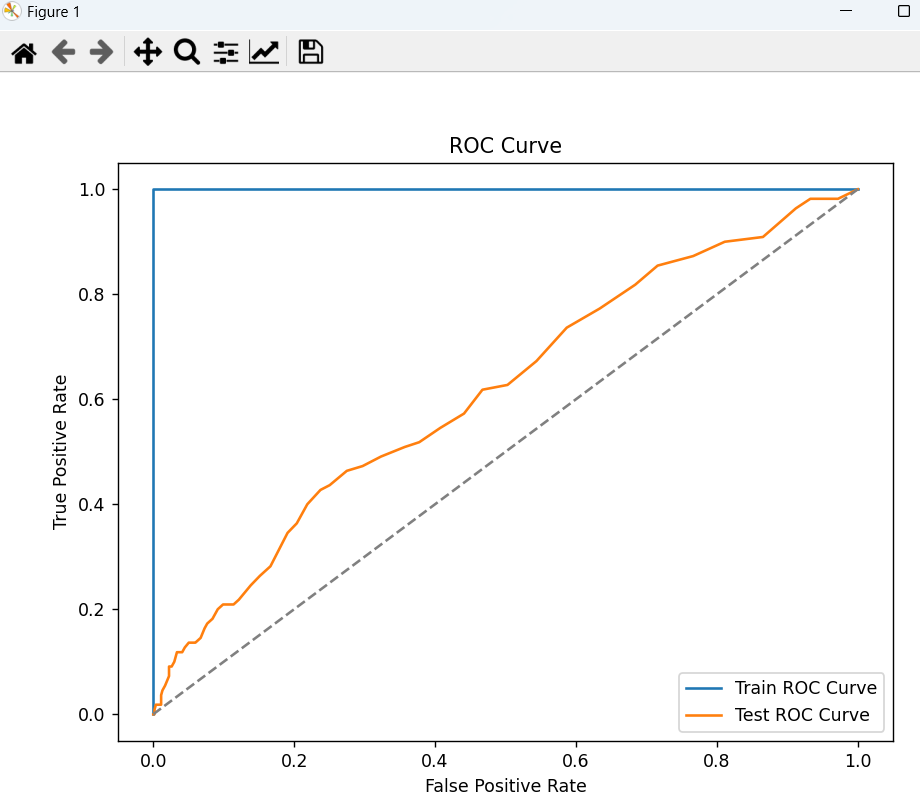 Figure 1
ROC Curve
True Positive Rate
1.0
0.8
0.6
0.4
0.2
0.0
Train ROC Curve
Test ROC Curve
0.0 0.2 0.4 0.6 0.8 1.0
False Positive Rate